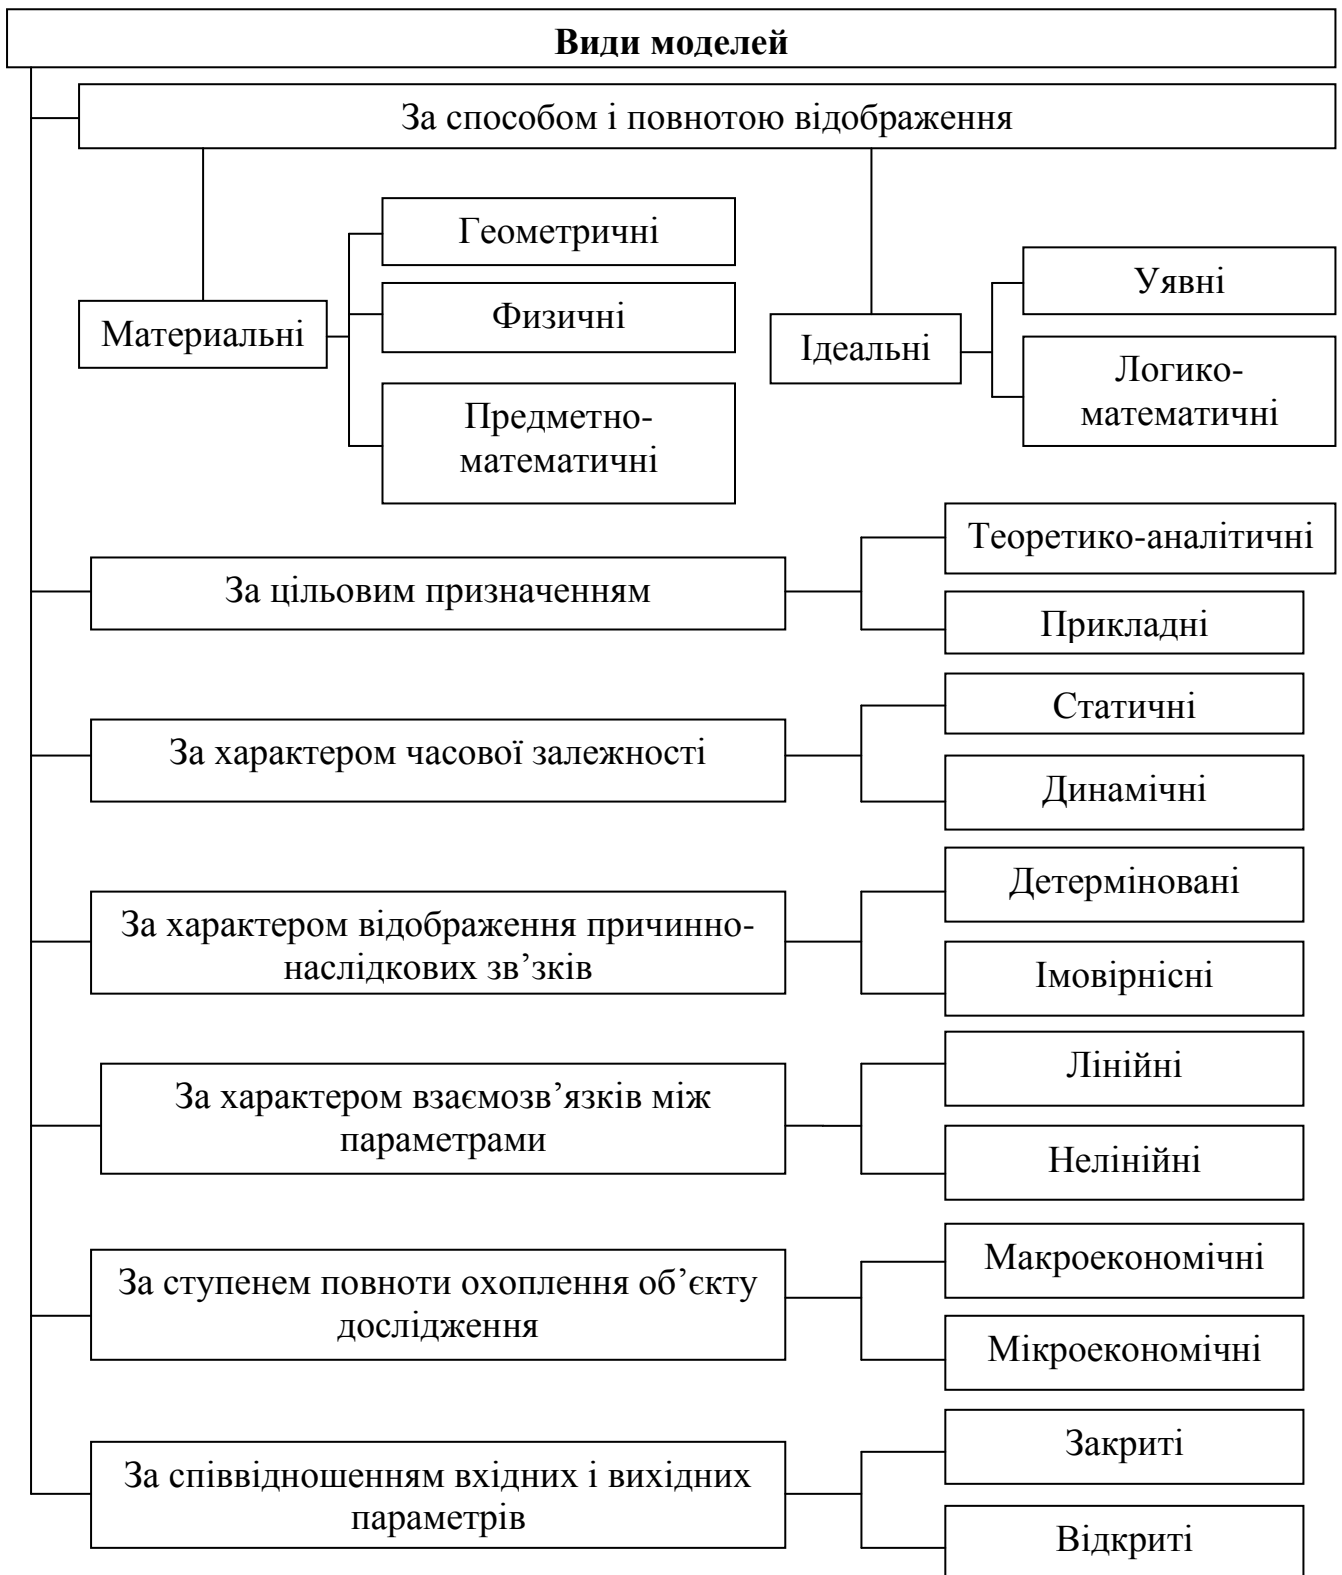 Види моделей
За способом і повнотою відображення
Материальні
Геометричні
Физичні
Предметно-
математичні
Ідеальні
Уявні
Логико-
математичні
За цільовим призначенням
Теоретико-аналітичні
Прикладні
За характером часової залежності
Статичні
Динамічні
За характером відображення причинно-
наслідкових зв’зків
Детерміновані
Імовірнісні
За характером взаємозв’язків між
параметрами
Лінійні
Нелінійні
За ступенем повноти охоплення об’єкту
дослідження
Макроекономічні
Мікроекономічні
За співвідношенням вхідних і вихідних
параметрів
Закриті
Відкриті